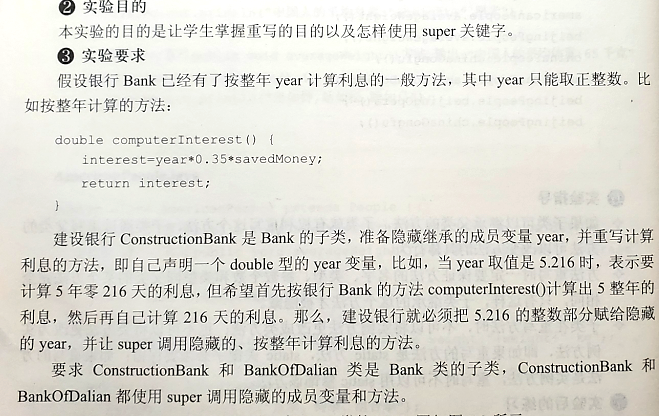 ❷ 实验目的
本实验的目的是让学生掌握重写的目的以及怎样使用 super 关键字。
❸ 实验要求
假设银行 Bank 已经有了按整年 year 计算利息的一般方法，其中 year 只能取正整数。比
如按整年计算的方法：
double computerInterest() {
interest=year*0.35*savedMoney;
return interest;
}
建设银行 ConstructionBank 是 Bank 的子类，准备隐藏继承的成员变量 year，并重写计算
利息的方法，即自己声明一个 double 型的 year 变量，比如，当 year 取值是 5.216 时，表示要
计算 5 年零 216 天的利息，但希望首先按银行 Bank 的方法 computerInterest()计算出 5 整年的
利息，然后再自己计算 216 天的利息。那么，建设银行就必须把 5.216 的整数部分赋给隐藏
的 year，并让 super 调用隐藏的、按整年计算利息的方法。
要求 ConstructionBank 和 BankOfDalian 类是 Bank 类的子类，ConstructionBank 和
BankOfDalian 都使用 super 调用隐藏的成员变量和方法。